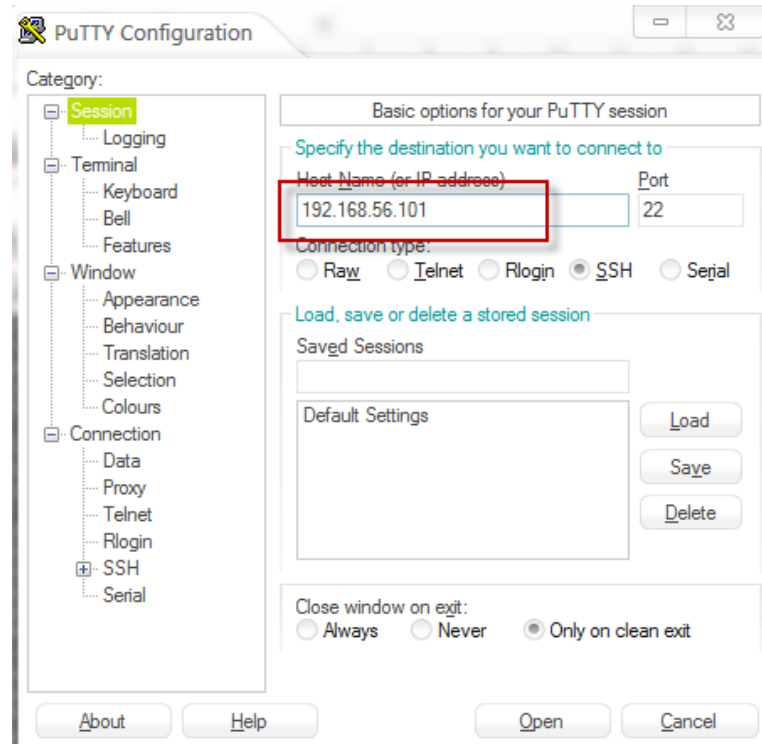 PuTTY Configuration
Category:
Session
Logging
Terminal
Keyboard
Bell
Features
Window
Appearance
Behaviour
Translation
Selection
Colours
Connection
Data
Proxy
Telnet
Rlogin
SSH
Serial
Basic options for your PuTTY session
Specify the destination you want to connect to
Host Name (or IP address) Port
192.168.56.101 22
Connection type:
Raw Telnet Rlogin SSH Serial
Load, save or delete a stored session
Saved Sessions
Default Settings
Load
Save
Delete
Close window on exit:
Always Never Only on clean exit
About Help Open Cancel